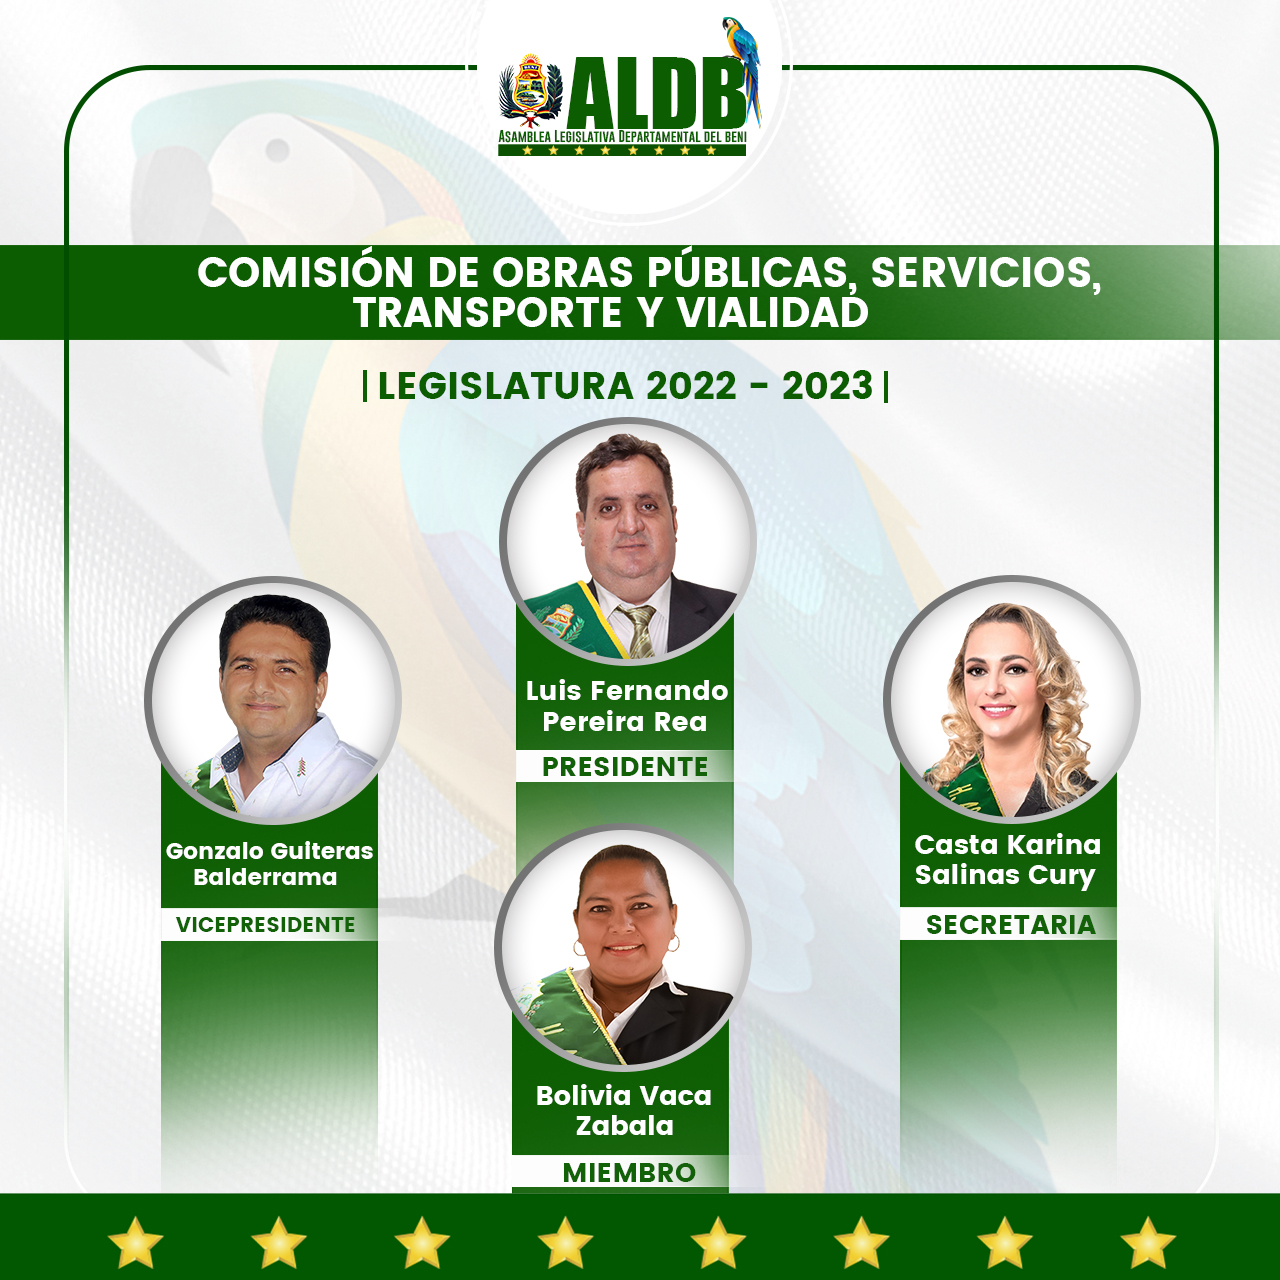 ALDB
ASAMBLEA LEGISLATIVA DEPARTAMENTAL DEL BENI
COMISIÓN DE OBRAS PÚBLICAS, SERVICIOS,
TRANSPORTE Y VIALIDAD
| LEGISLATURA 2022 - 2023 |
Luis Fernando
Pereira Rea
PRESIDENTE
Gonzalo Guiteras
Balderrama
VICEPRESIDENTE
Casta Karina
Salinas Cury
SECRETARIA
Bolivia Vaca
Zabala
MIEMBRO